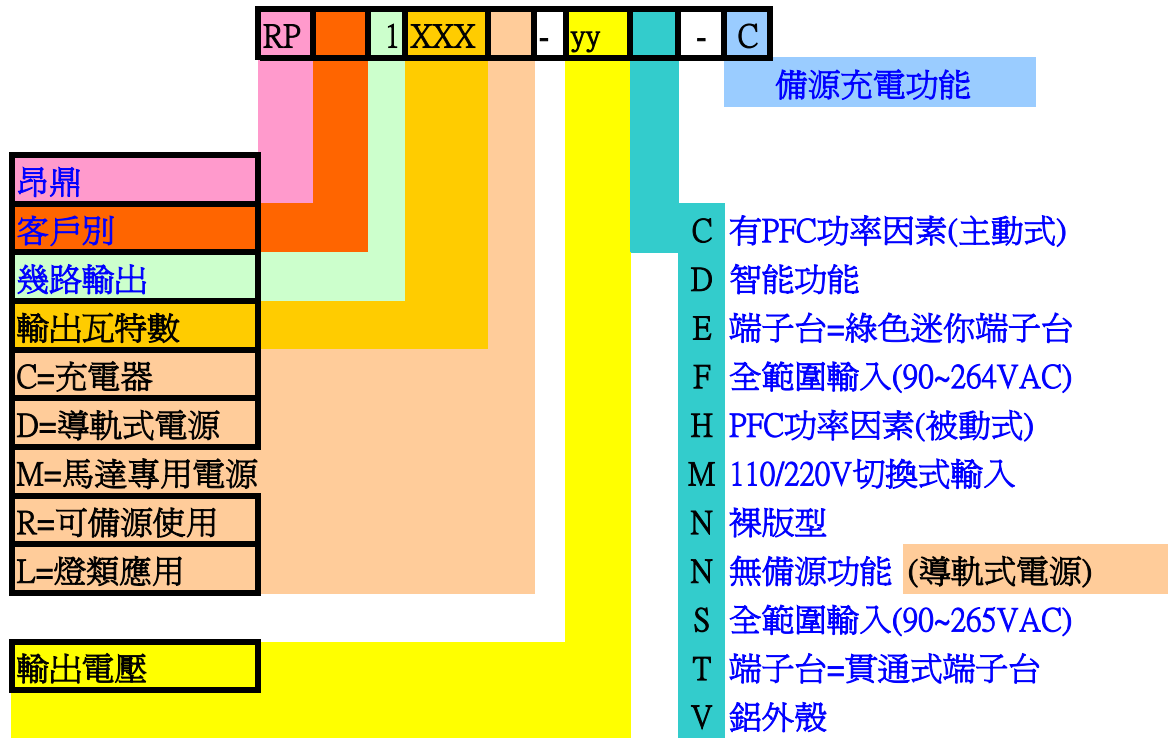 RP 1 XXX - yy - C
備源充電功能
昂鼎
客戶別
幾路輸出
輸出瓦特數
C=充電器
D=導軌式電源
M=馬達專用電源
R=可備源使用
L=燈類應用
輸出電壓
C 有PFC功率因素(主動式)
D 智能功能
E 端子台=綠色迷你端子台
F 全範圍輸入(90~264VAC)
H PFC功率因素(被動式)
M 110/220V切換式輸入
N 裸版型
N 無備源功能 (導軌式電源)
S 全範圍輸入(90~265VAC)
T 端子台=貫通式端子台
V 鋁外殼